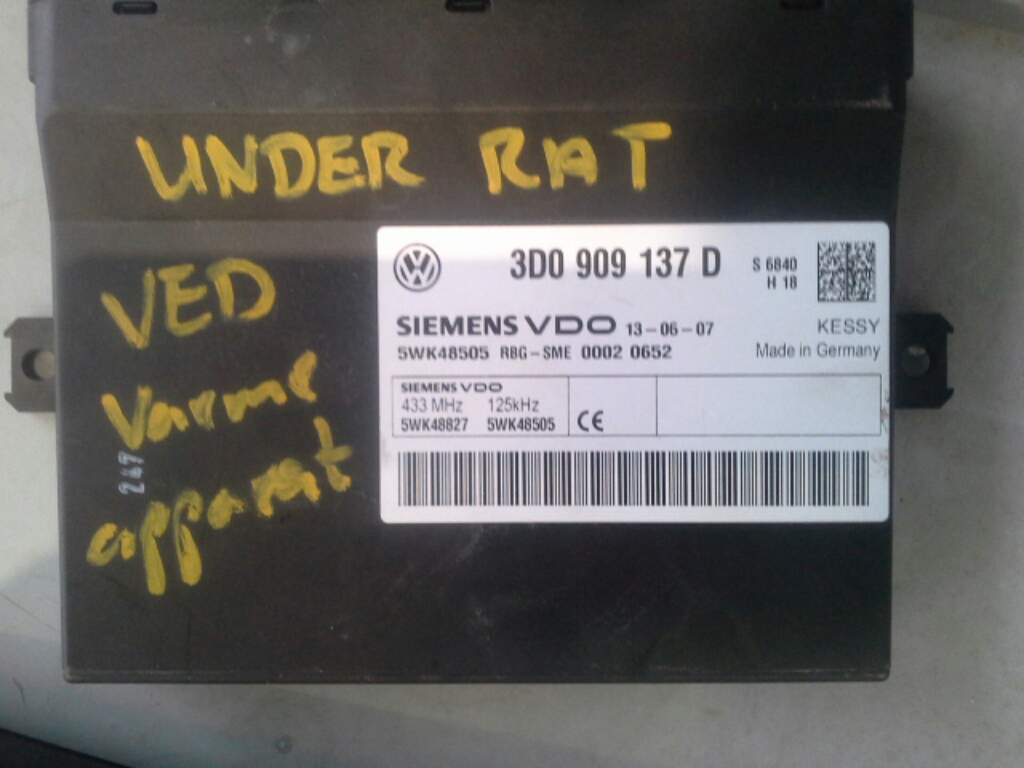 UNDER RAT
VED
Varme
apparat
247
3D0 909 137 D
S 6840
H 18
SIEMENS VDO 13-06-07
KESSY
5WK48505 RBG-SME 0002 0652
Made in Germany
SIEMENS VDO
433 MHz 125kHz
5WK48827 5WK48505
CE